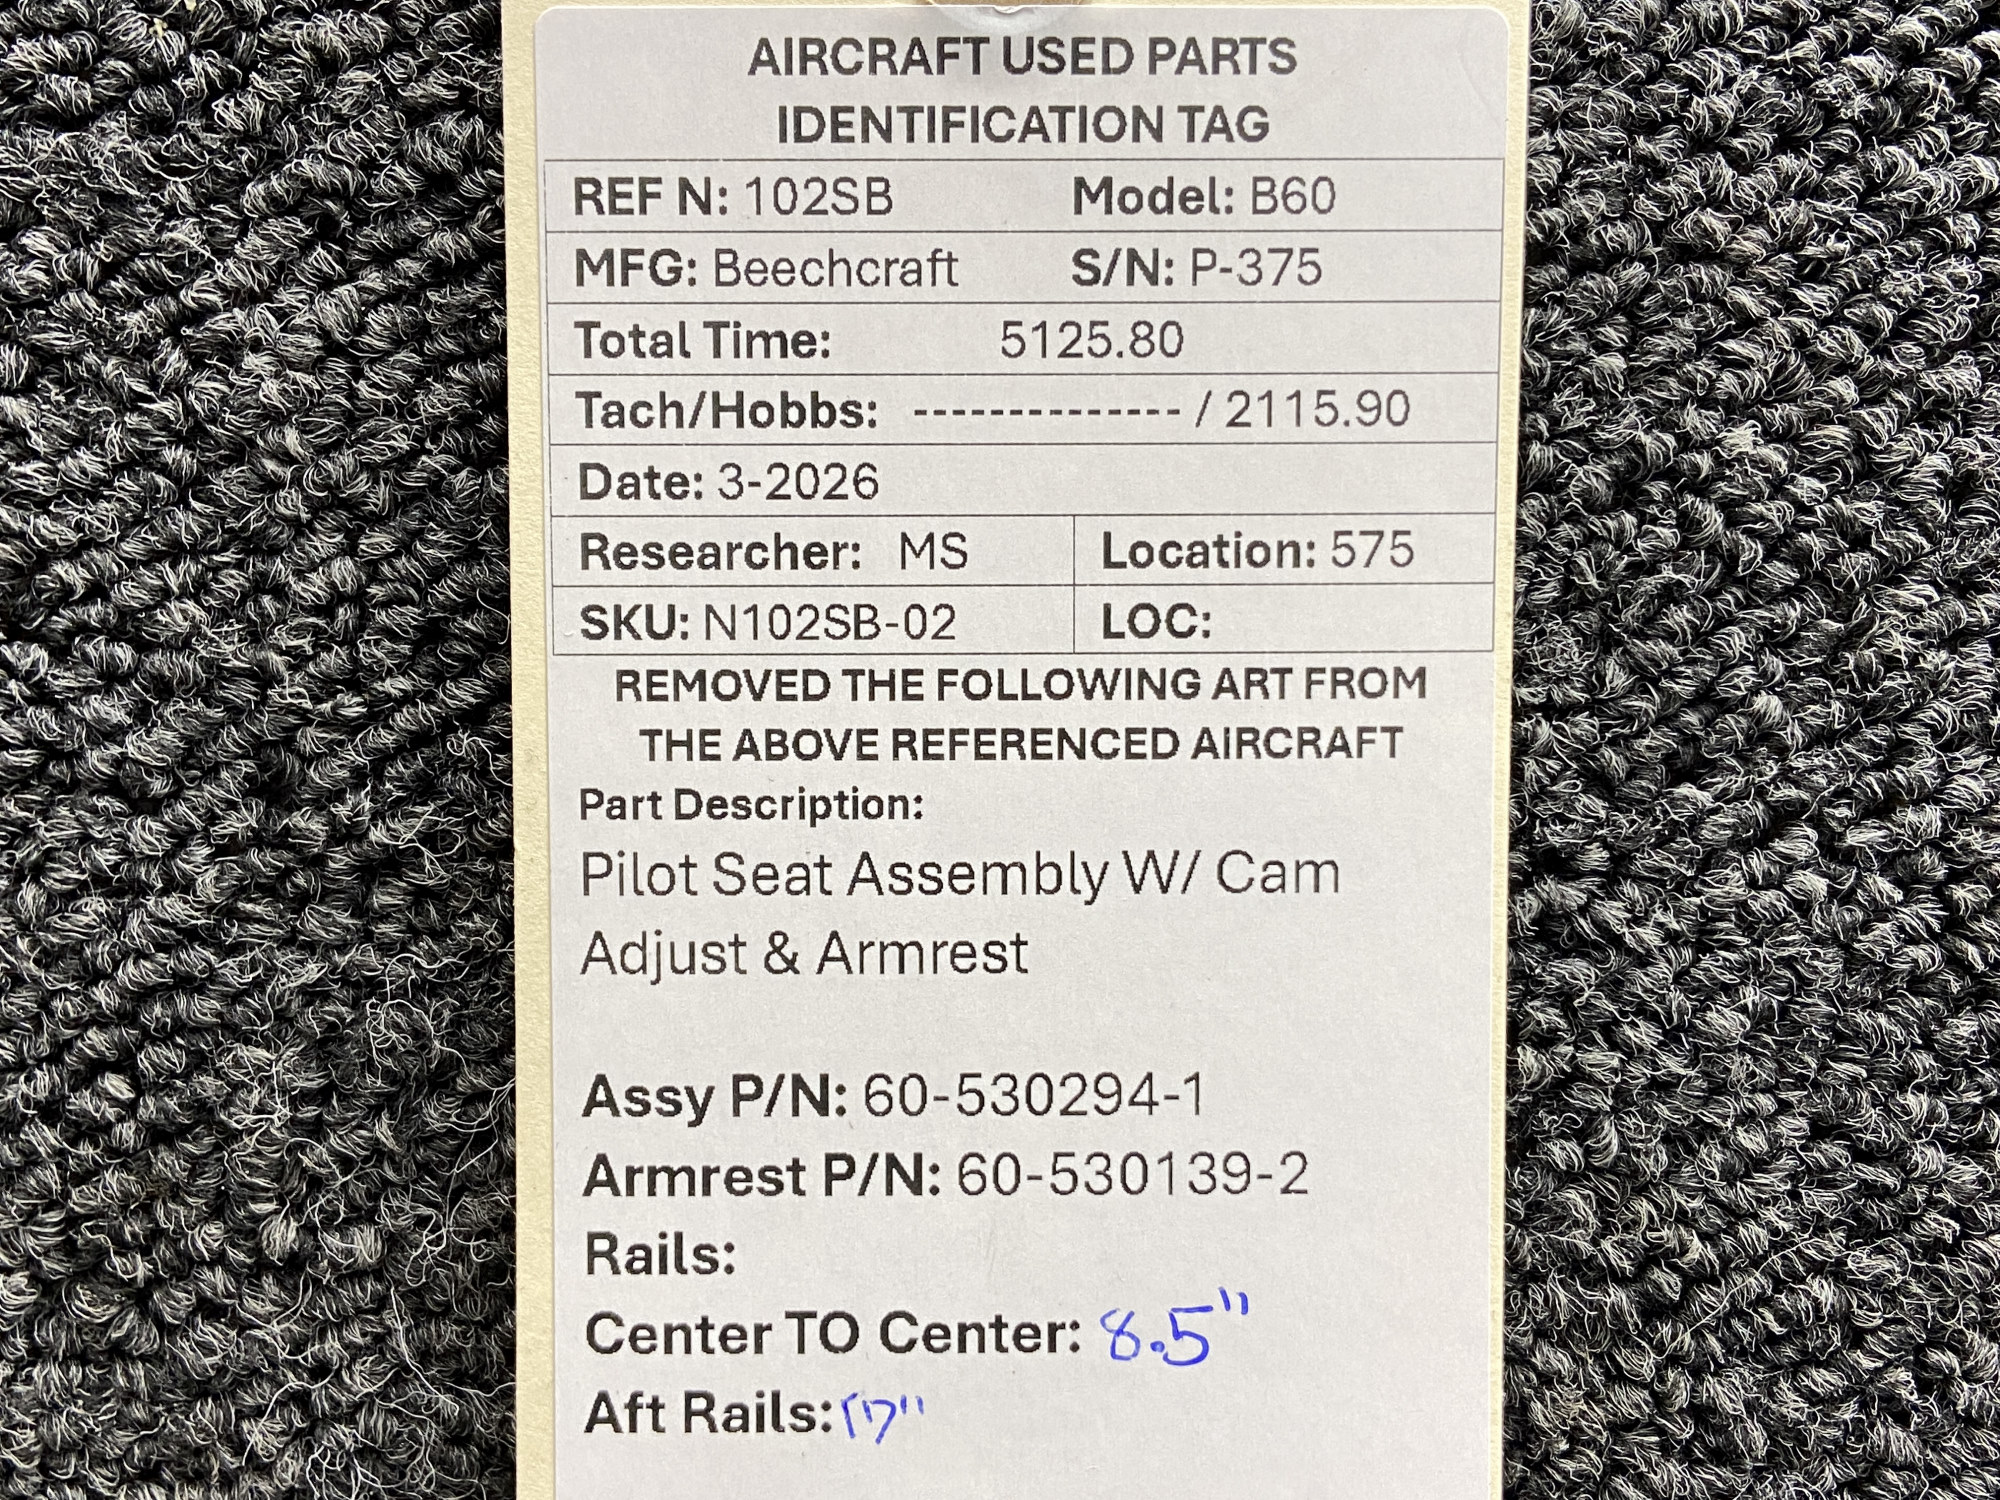 AIRCRAFT USED PARTS
IDENTIFICATION TAG
REF N: 102SB Model: B60
MFG: Beechcraft S/N: P-375
Total Time: 5125.80
Tach/Hobbs: -------------- / 2115.90
Date: 3-2026
Researcher: MS Location: 575
SKU: N102SB-02 LOC:
REMOVED THE FOLLOWING ART FROM
THE ABOVE REFERENCED AIRCRAFT
Part Description:
Pilot Seat Assembly W/ Cam
Adjust & Armrest
Assy P/N: 60-530294-1
Armrest P/N: 60-530139-2
Rails:
Center TO Center: 8.5"
Aft Rails: 17"